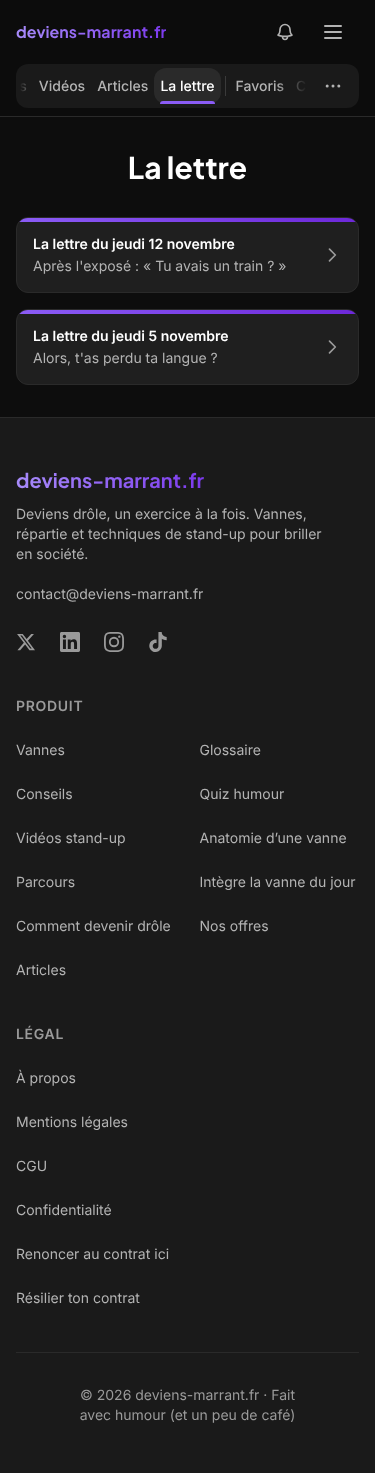 deviens-marrant.fr
Vidéos Articles La lettre Favoris
La lettre
La lettre du jeudi 12 novembre
Après l'exposé : « Tu avais un train ? »
La lettre du jeudi 5 novembre
Alors, t'as perdu ta langue ?
deviens-marrant.fr
Deviens drôle, un exercice à la fois. Vannes,
répartie et techniques de stand-up pour briller
en société.
contact@deviens-marrant.fr
PRODUIT
Vannes
Glossaire
Conseils
Quiz humour
Vidéos stand-up
Anatomie d’une vanne
Parcours
Intègre la vanne du jour
Comment devenir drôle
Nos offres
Articles
LÉGAL
À propos
Mentions légales
CGU
Confidentialité
Renoncer au contrat ici
Résilier ton contrat
© 2026 deviens-marrant.fr · Fait
avec humour (et un peu de café)